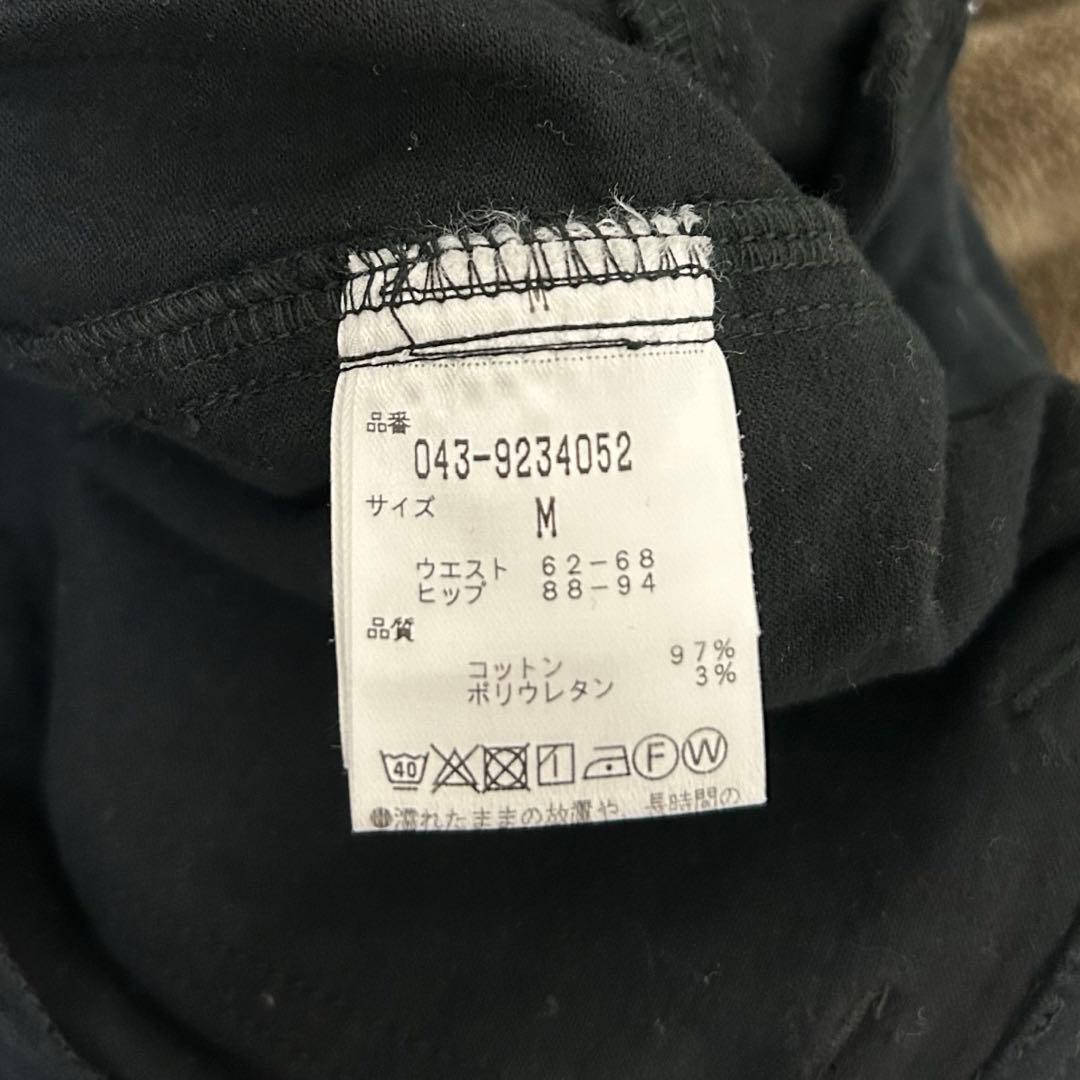 M
品番
043-9234052
サイズ
M
ウエスト 62-68
ヒップ 88-94
品質
コットン 97%
ポリウレタン 3%
40 F W
濡れたままの放置や、長時間の